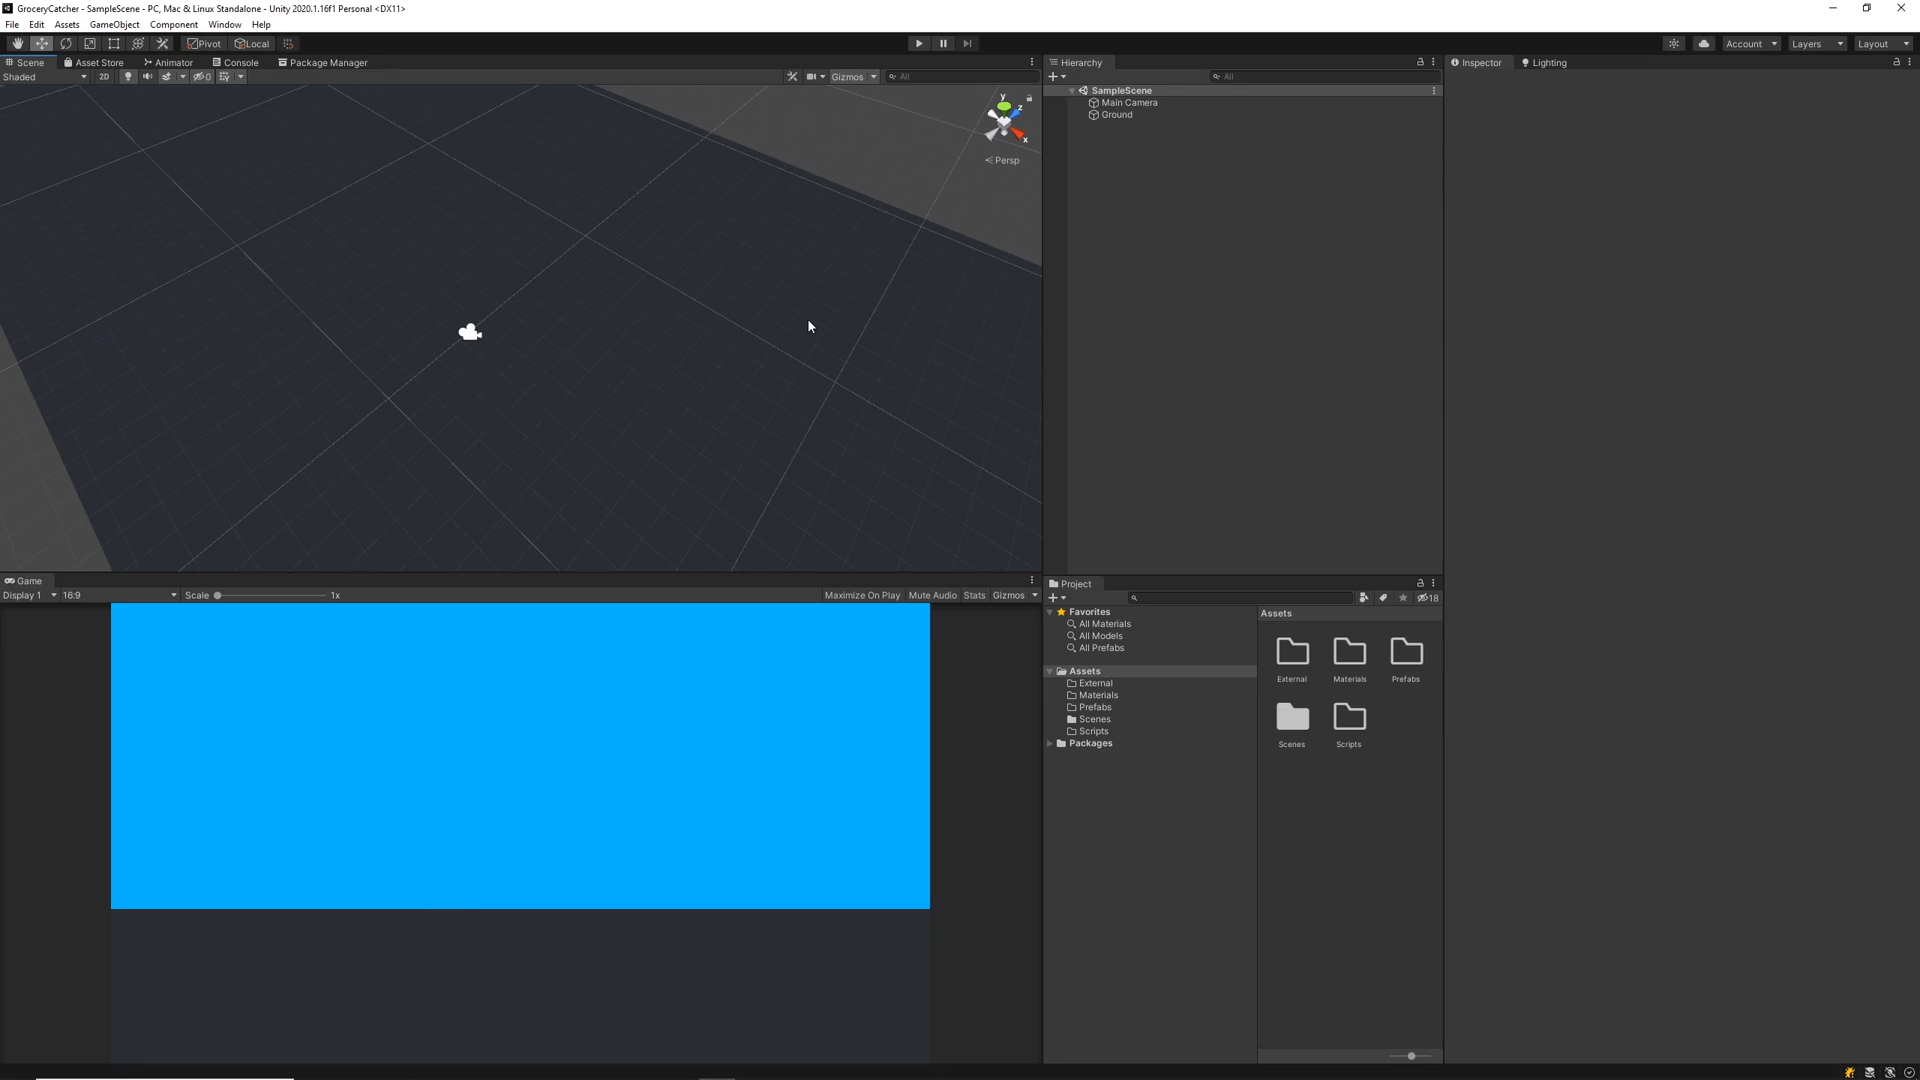 GroceryCatcher - SampleScene - PC, Mac & Linux Standalone - Unity 2020.1.16f1 Personal <DX11>
File Edit Assets GameObject Component Window Help
Pivot Local Account Layers Layout
Scene Asset Store Animator Console Package Manager
Shaded 2D 0 Gizmos All
y
z
x
Persp
Hierarchy
All
SampleScene
Main Camera
Ground
Inspector Lighting
Game
Display 1 16:9 Scale 1x Maximize On Play Mute Audio Stats Gizmos
Project
18
Favorites
All Materials
All Models
All Prefabs
Assets
External
Materials
Prefabs
Scenes
Scripts
Packages
Assets
External Materials Prefabs
Scenes Scripts